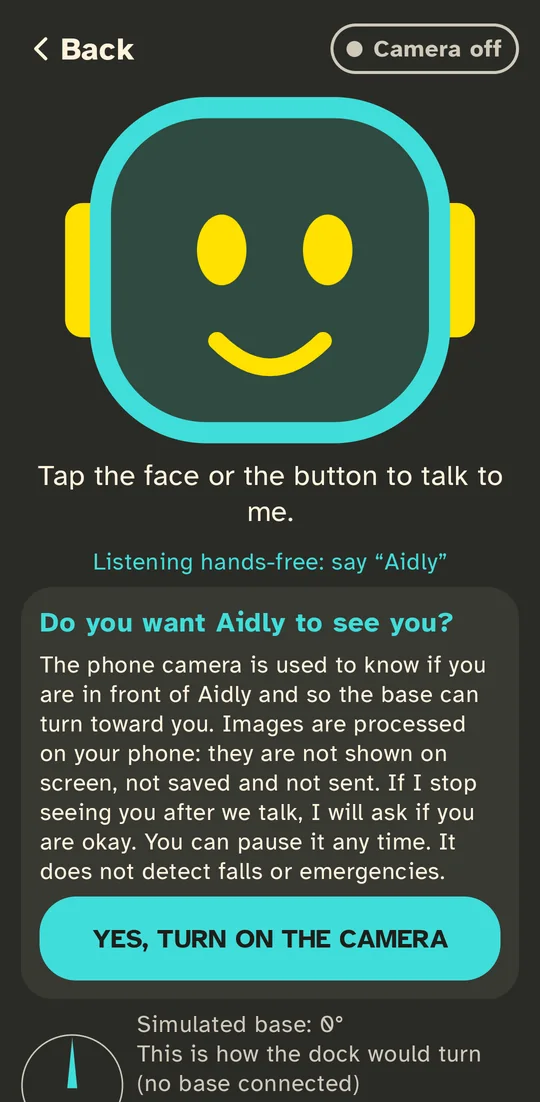 Back
Camera off
Tap the face or the button to talk to
me.
Listening hands-free: say “Aidly”
Do you want Aidly to see you?
The phone camera is used to know if you
are in front of Aidly and so the base can
turn toward you. Images are processed
on your phone: they are not shown on
screen, not saved and not sent. If I stop
seeing you after we talk, I will ask if you
are okay. You can pause it any time. It
does not detect falls or emergencies.
YES, TURN ON THE CAMERA
Simulated base: 0°
This is how the dock would turn
(no base connected)